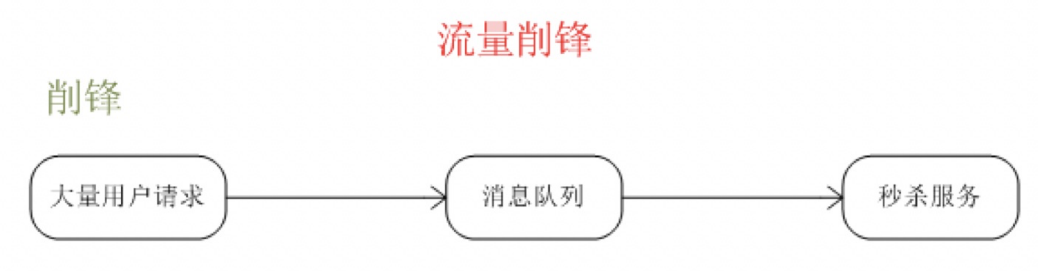 流量削锋
削锋
大量用户请求
消息队列
秒杀服务